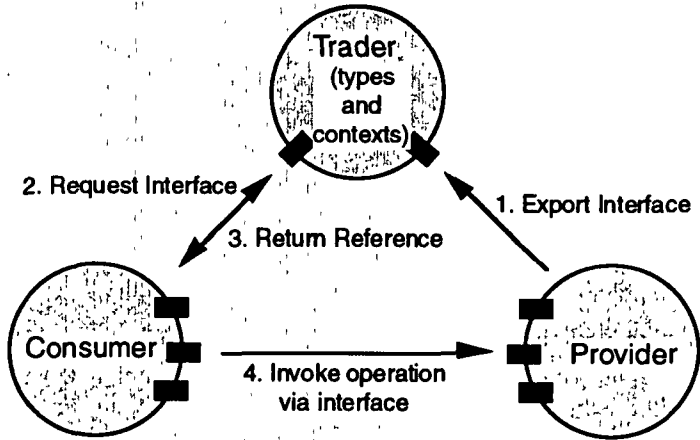 Trader
(types
and
contexts)
2. Request Interface
1. Export Interface
3. Return Reference
Consumer
Provider
4. Invoke operation
via interface